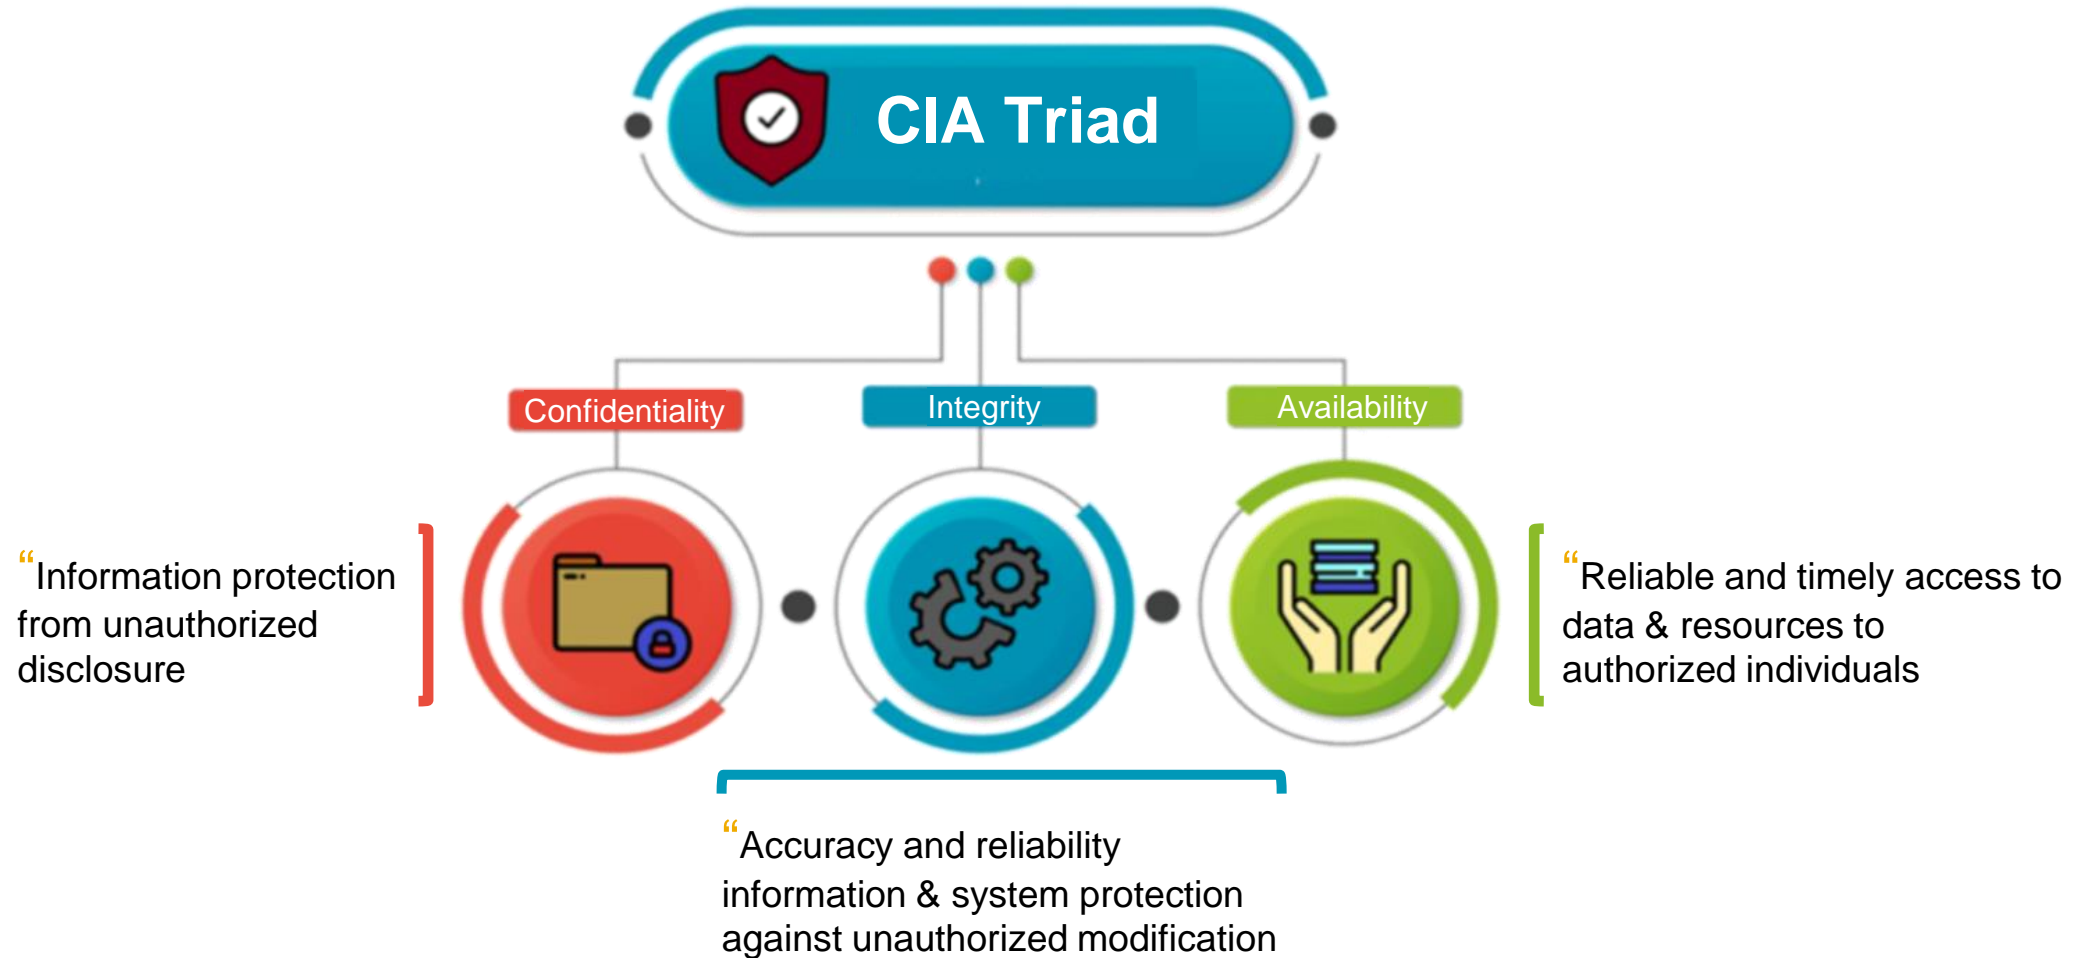 CIA Triad
Confidentiality
Integrity
Availability
“Information protection
from unauthorized
disclosure
“Reliable and timely access to
data & resources to
authorized individuals
“Accuracy and reliability
information & system protection
against unauthorized modification